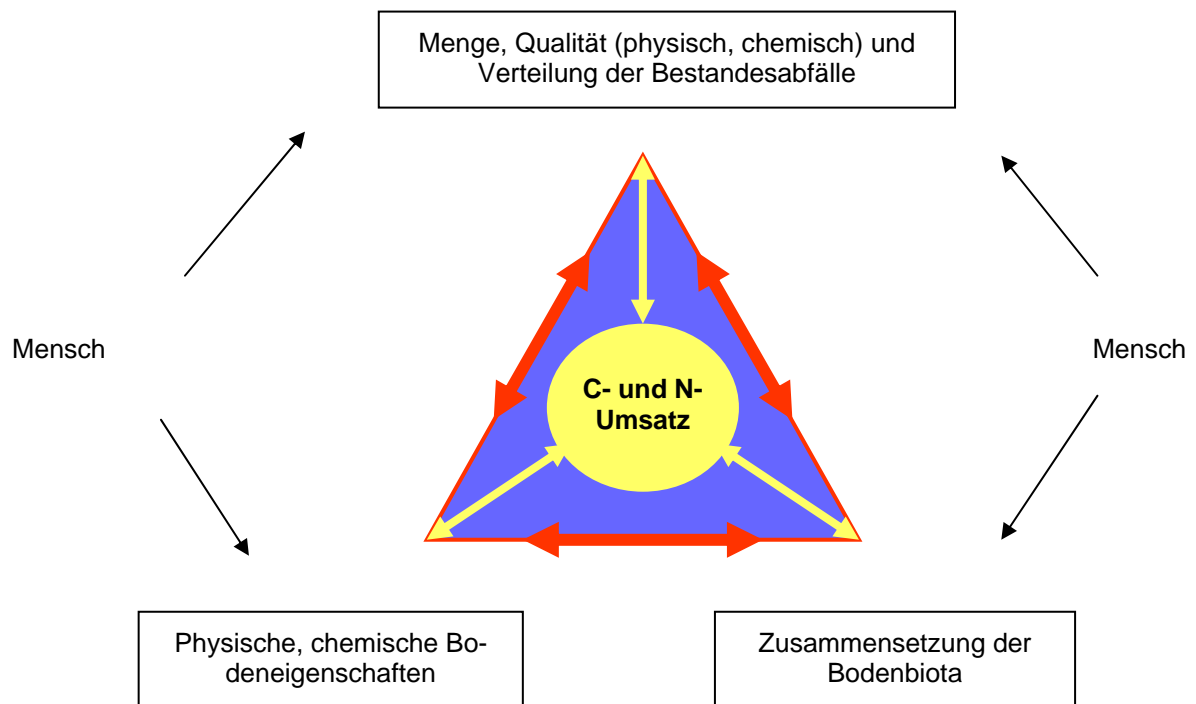 Menge, Qualität (physisch, chemisch) und
Verteilung der Bestandesabfälle
Mensch
Mensch
C- und N-
Umsatz
Physische, chemische Bo-
deneigenschaften
Zusammensetzung der
Bodenbiota